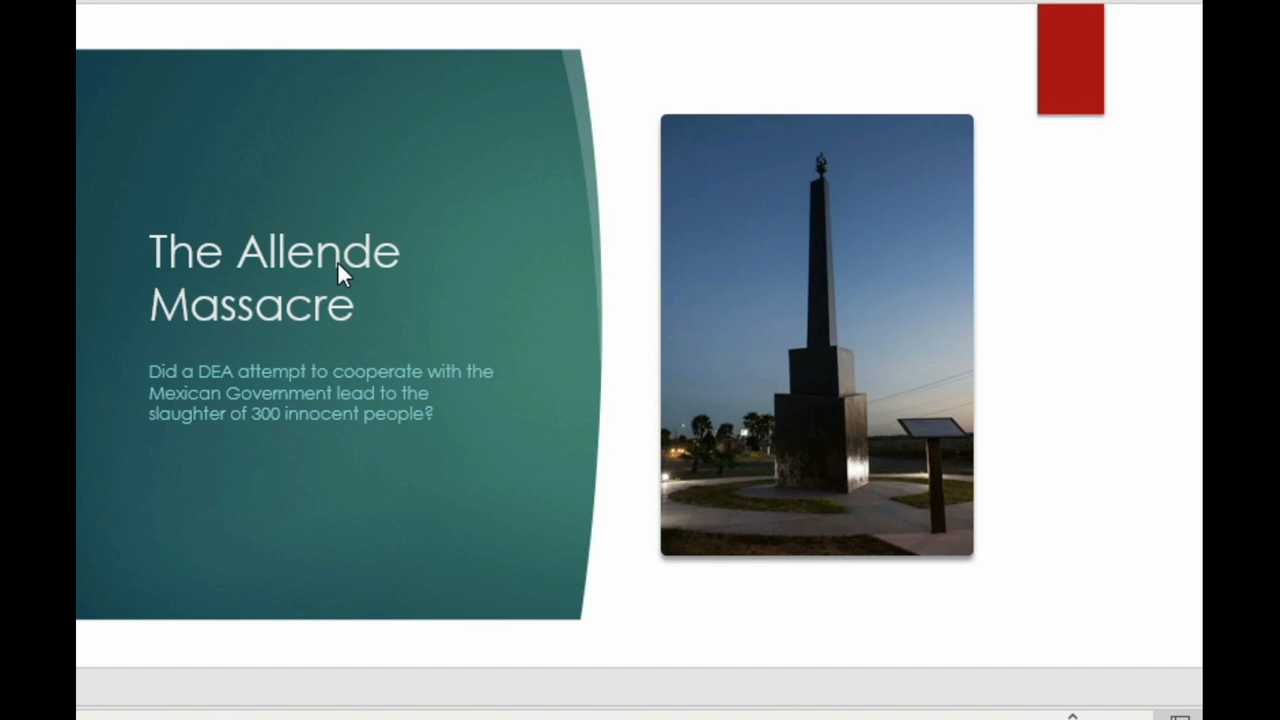 The Allende
Massacre
Did a DEA attempt to cooperate with the
Mexican Government lead to the
slaughter of 300 innocent people?